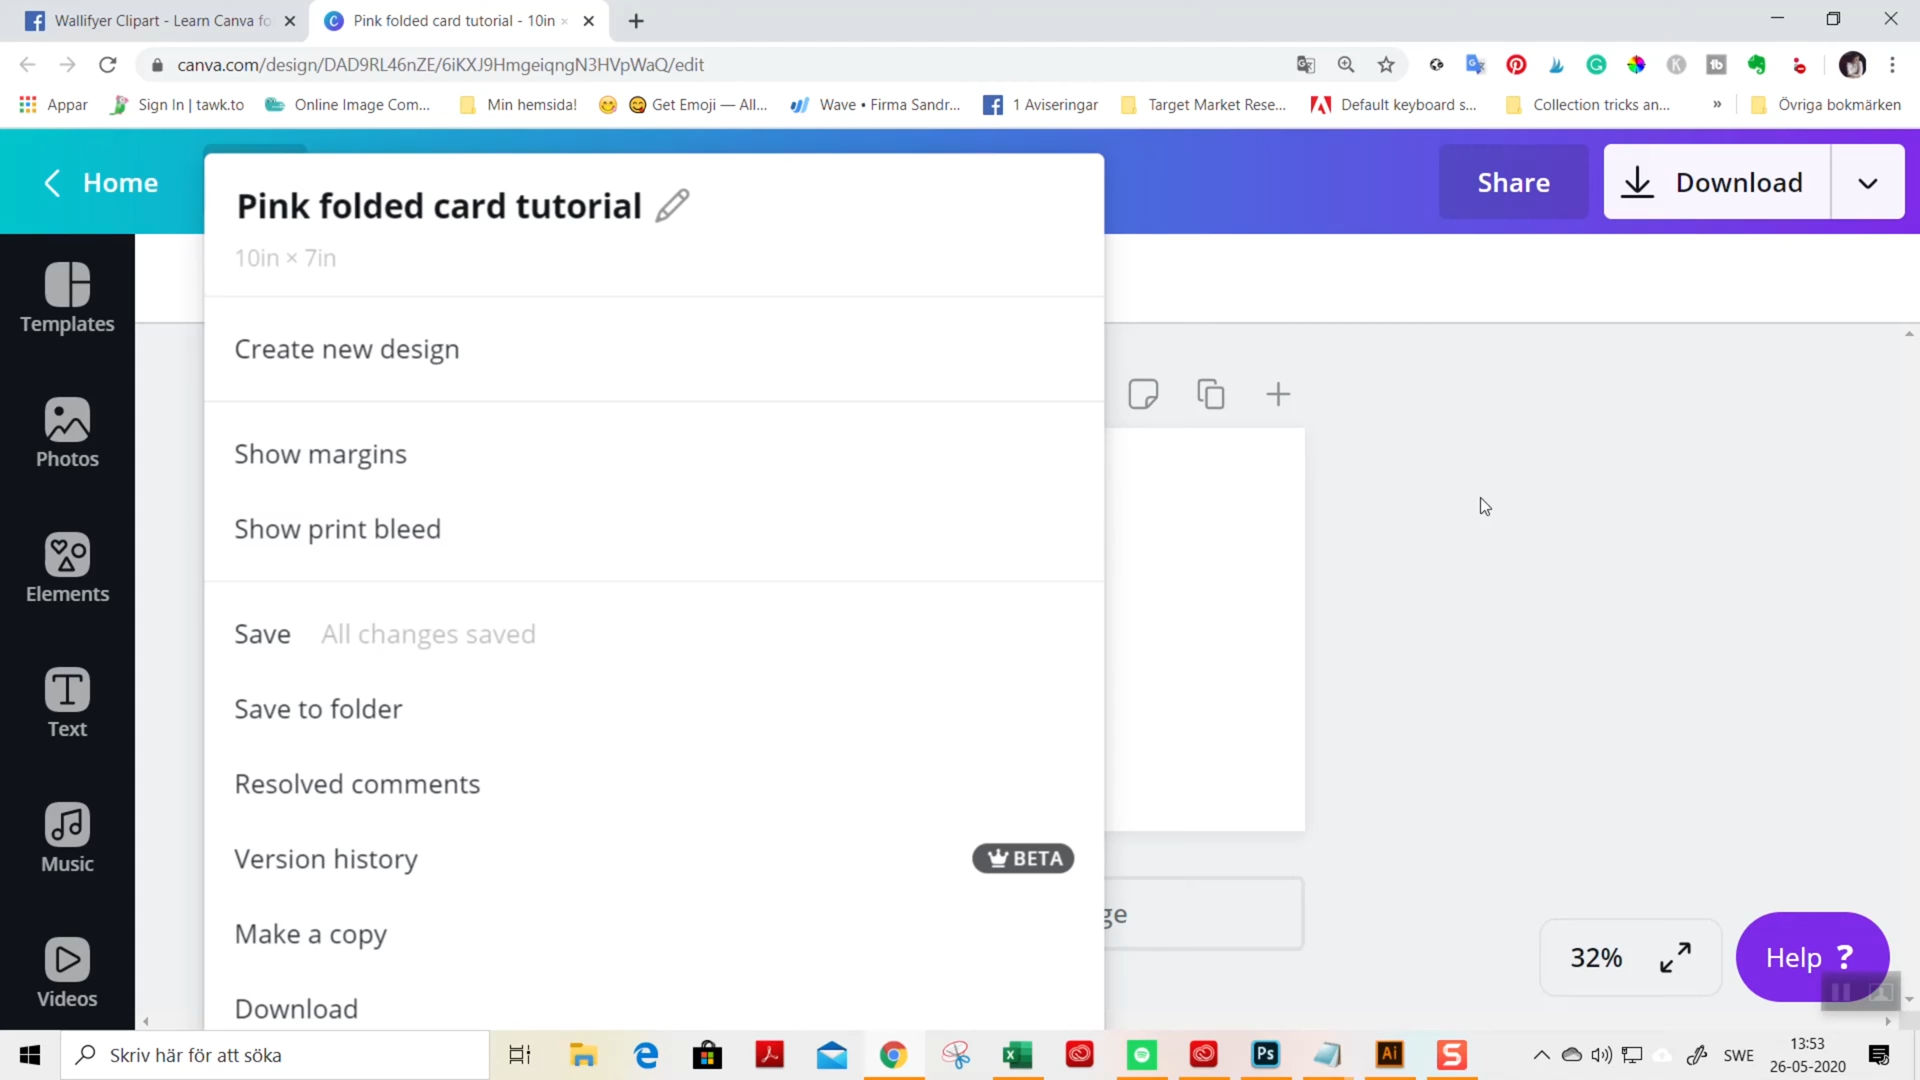 Wallifyer Clipart - Learn Canva fo
Pink folded card tutorial - 10in
canva.com/design/DAD9RL46nZE/6iKXJ9HmgeiqngN3HVpWaQ/edit
Appar
Sign In | tawk.to
Online Image Com...
Min hemsida!
Get Emoji — All...
Wave • Firma Sandr...
1 Aviseringar
Target Market Rese...
Default keyboard s...
Collection tricks an...
»
Övriga bokmärken
Home
Share
Download
Pink folded card tutorial
10in × 7in
Create new design
Show margins
Show print bleed
Save All changes saved
Save to folder
Resolved comments
Version history
BETA
Make a copy
Download
Templates
Photos
Elements
Text
Music
Videos
ge
32%
Help ?
Skriv här för att söka
Ps
Ai
SWE
13:53
26-05-2020